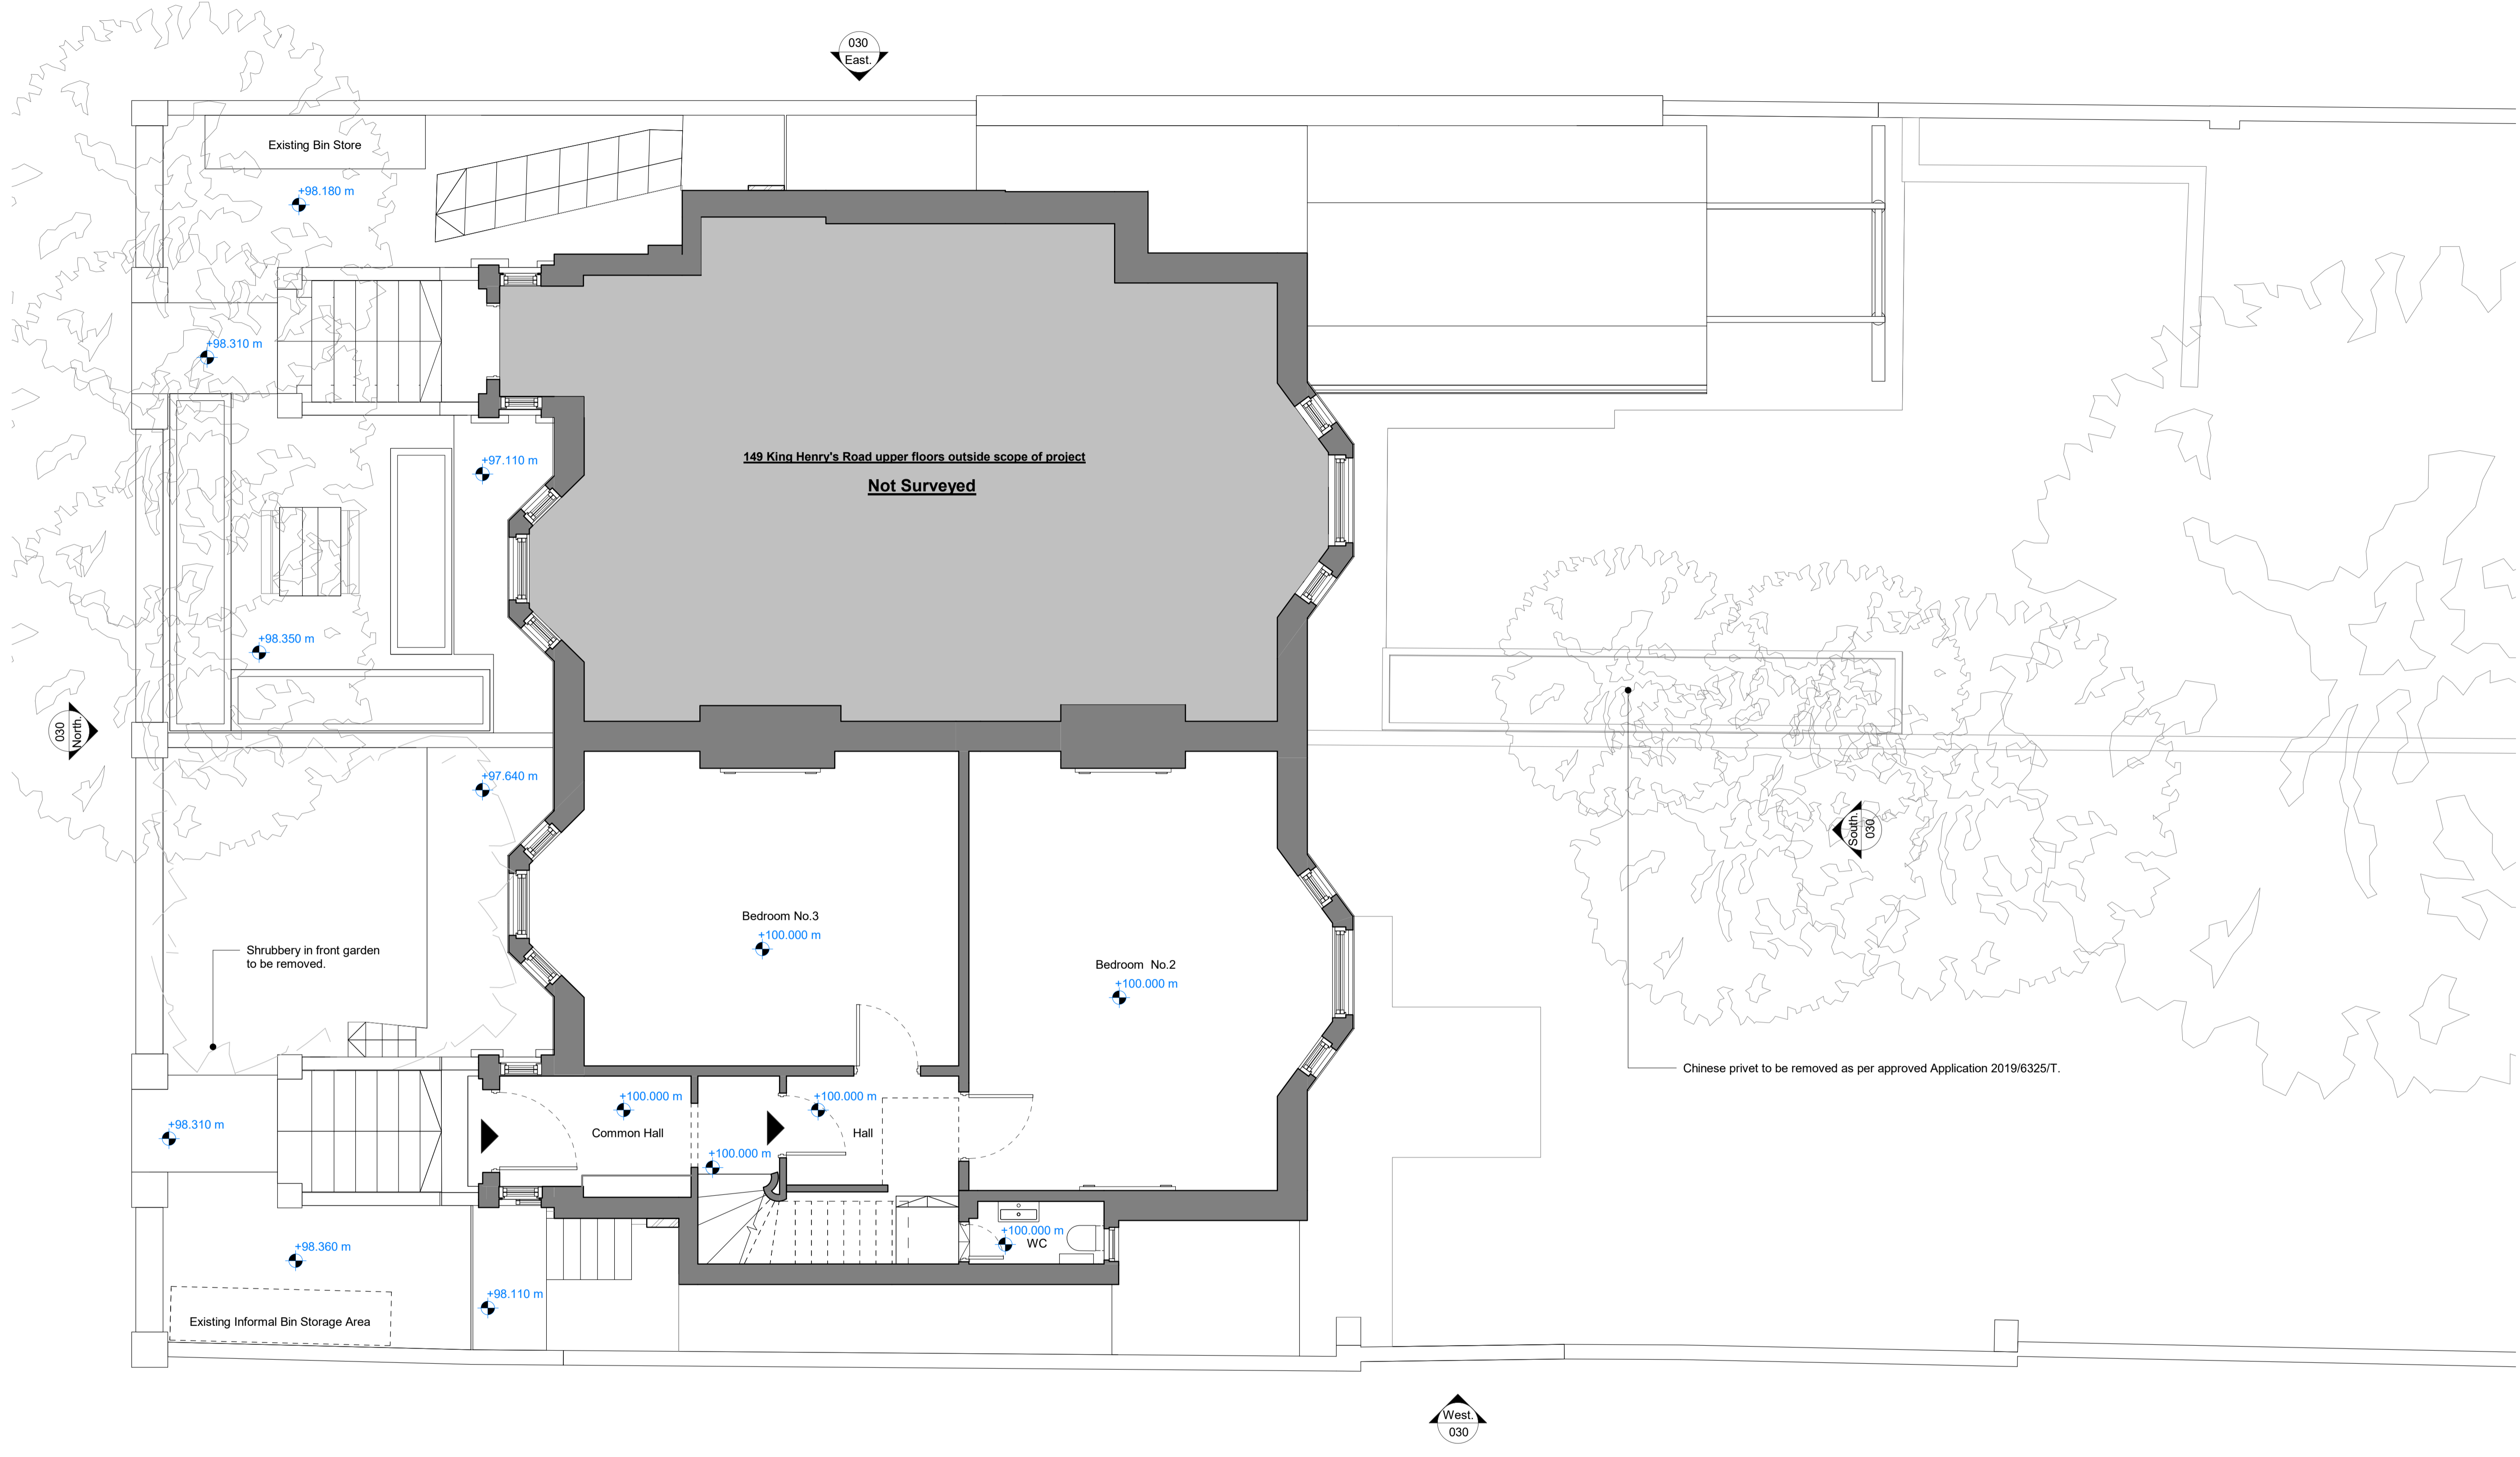 030
East.
Existing Bin Store
+98.180 m
+98.310 m
+97.110 m
149 King Henry's Road upper floors outside scope of project
Not Surveyed
+98.350 m
030
North.
+97.640 m
South.
030
Bedroom No.3
+100.000 m
Shrubbery in front garden
to be removed.
Bedroom  No.2
+100.000 m
Chinese privet to be removed as per approved Application 2019/6325/T.
+100.000 m
+100.000 m
+98.310 m
Common Hall
Hall
+100.000 m
+100.000 m
WC
+98.360 m
+98.110 m
Existing Informal Bin Storage Area
West.
030